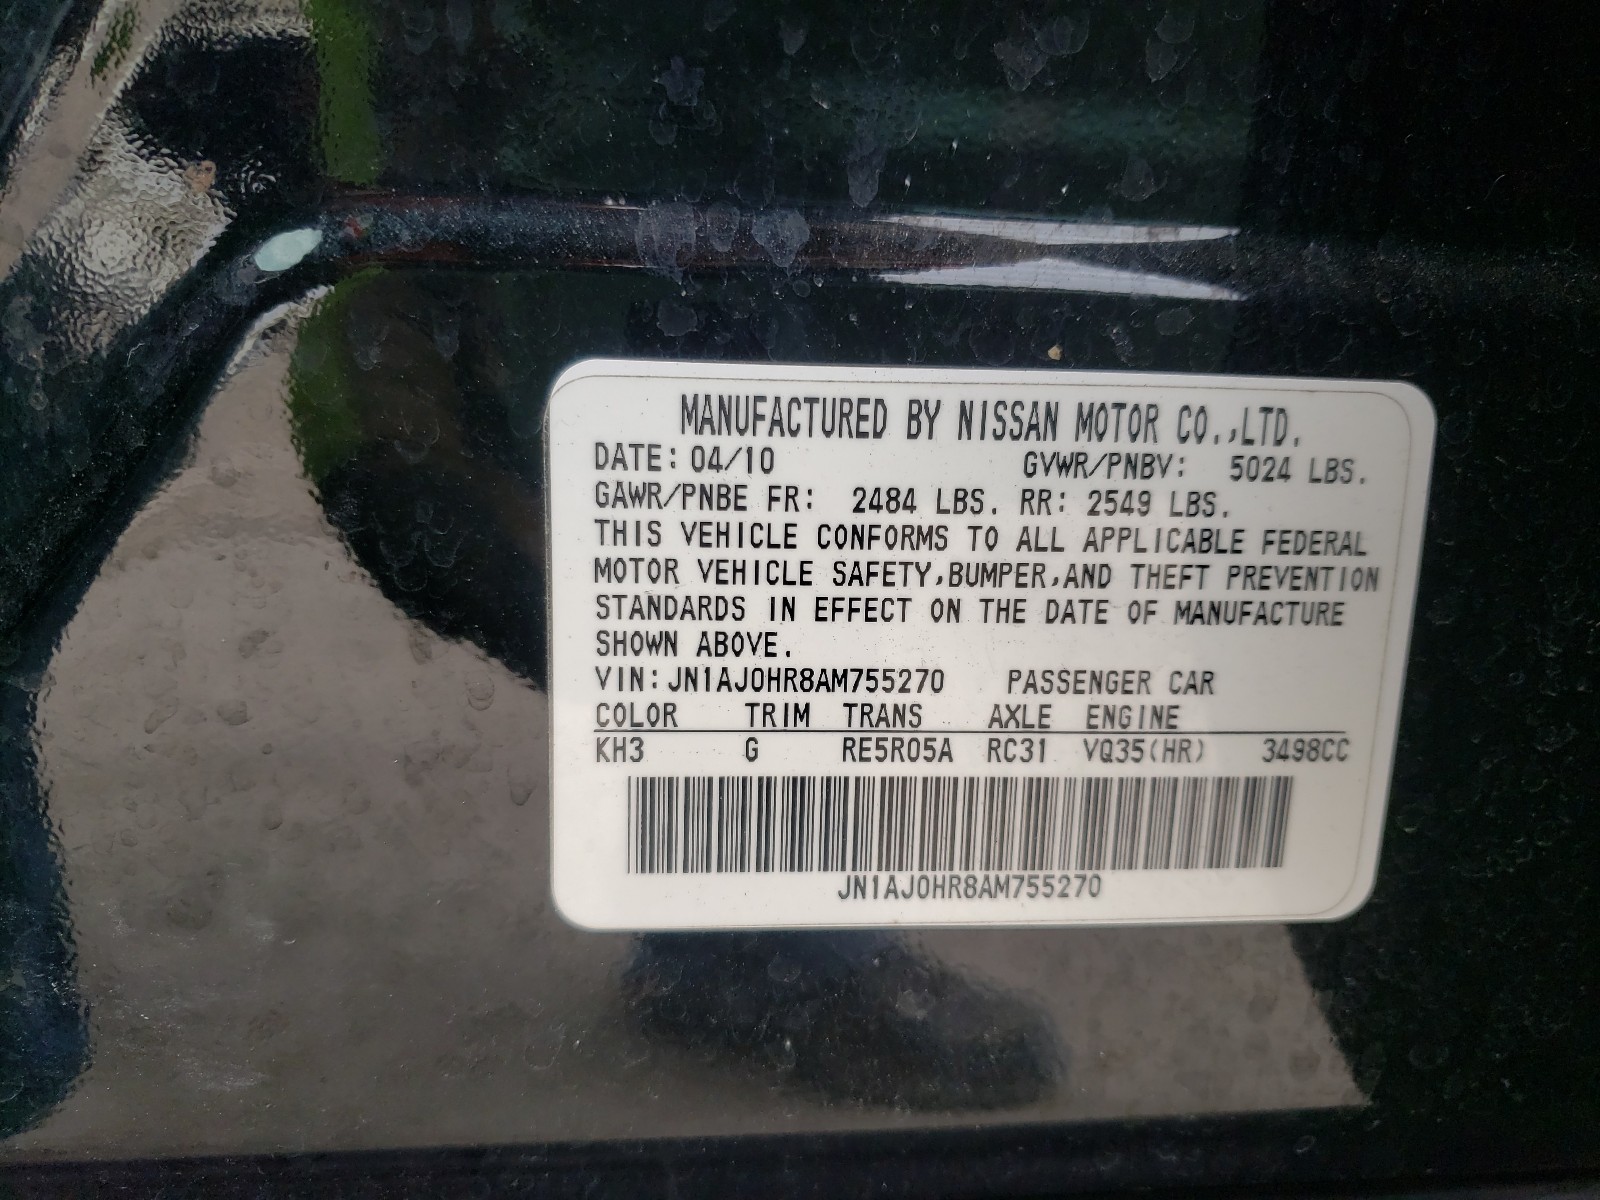 MANUFACTURED BY NISSAN MOTOR CO.,LTD.
DATE: 04/10 GVWR/PNBV: 5024 LBS.
GAWR/PNBE FR: 2484 LBS. RR: 2549 LBS.
THIS VEHICLE CONFORMS TO ALL APPLICABLE FEDERAL
MOTOR VEHICLE SAFETY,BUMPER,AND THEFT PREVENTION
STANDARDS IN EFFECT ON THE DATE OF MANUFACTURE
SHOWN ABOVE.
VIN:JN1AJ0HR8AM755270 PASSENGER CAR
COLOR TRIM TRANS AXLE ENGINE
KH3 G RE5R05A RC31 VQ35(HR) 3498CC
JN1AJ0HR8AM755270